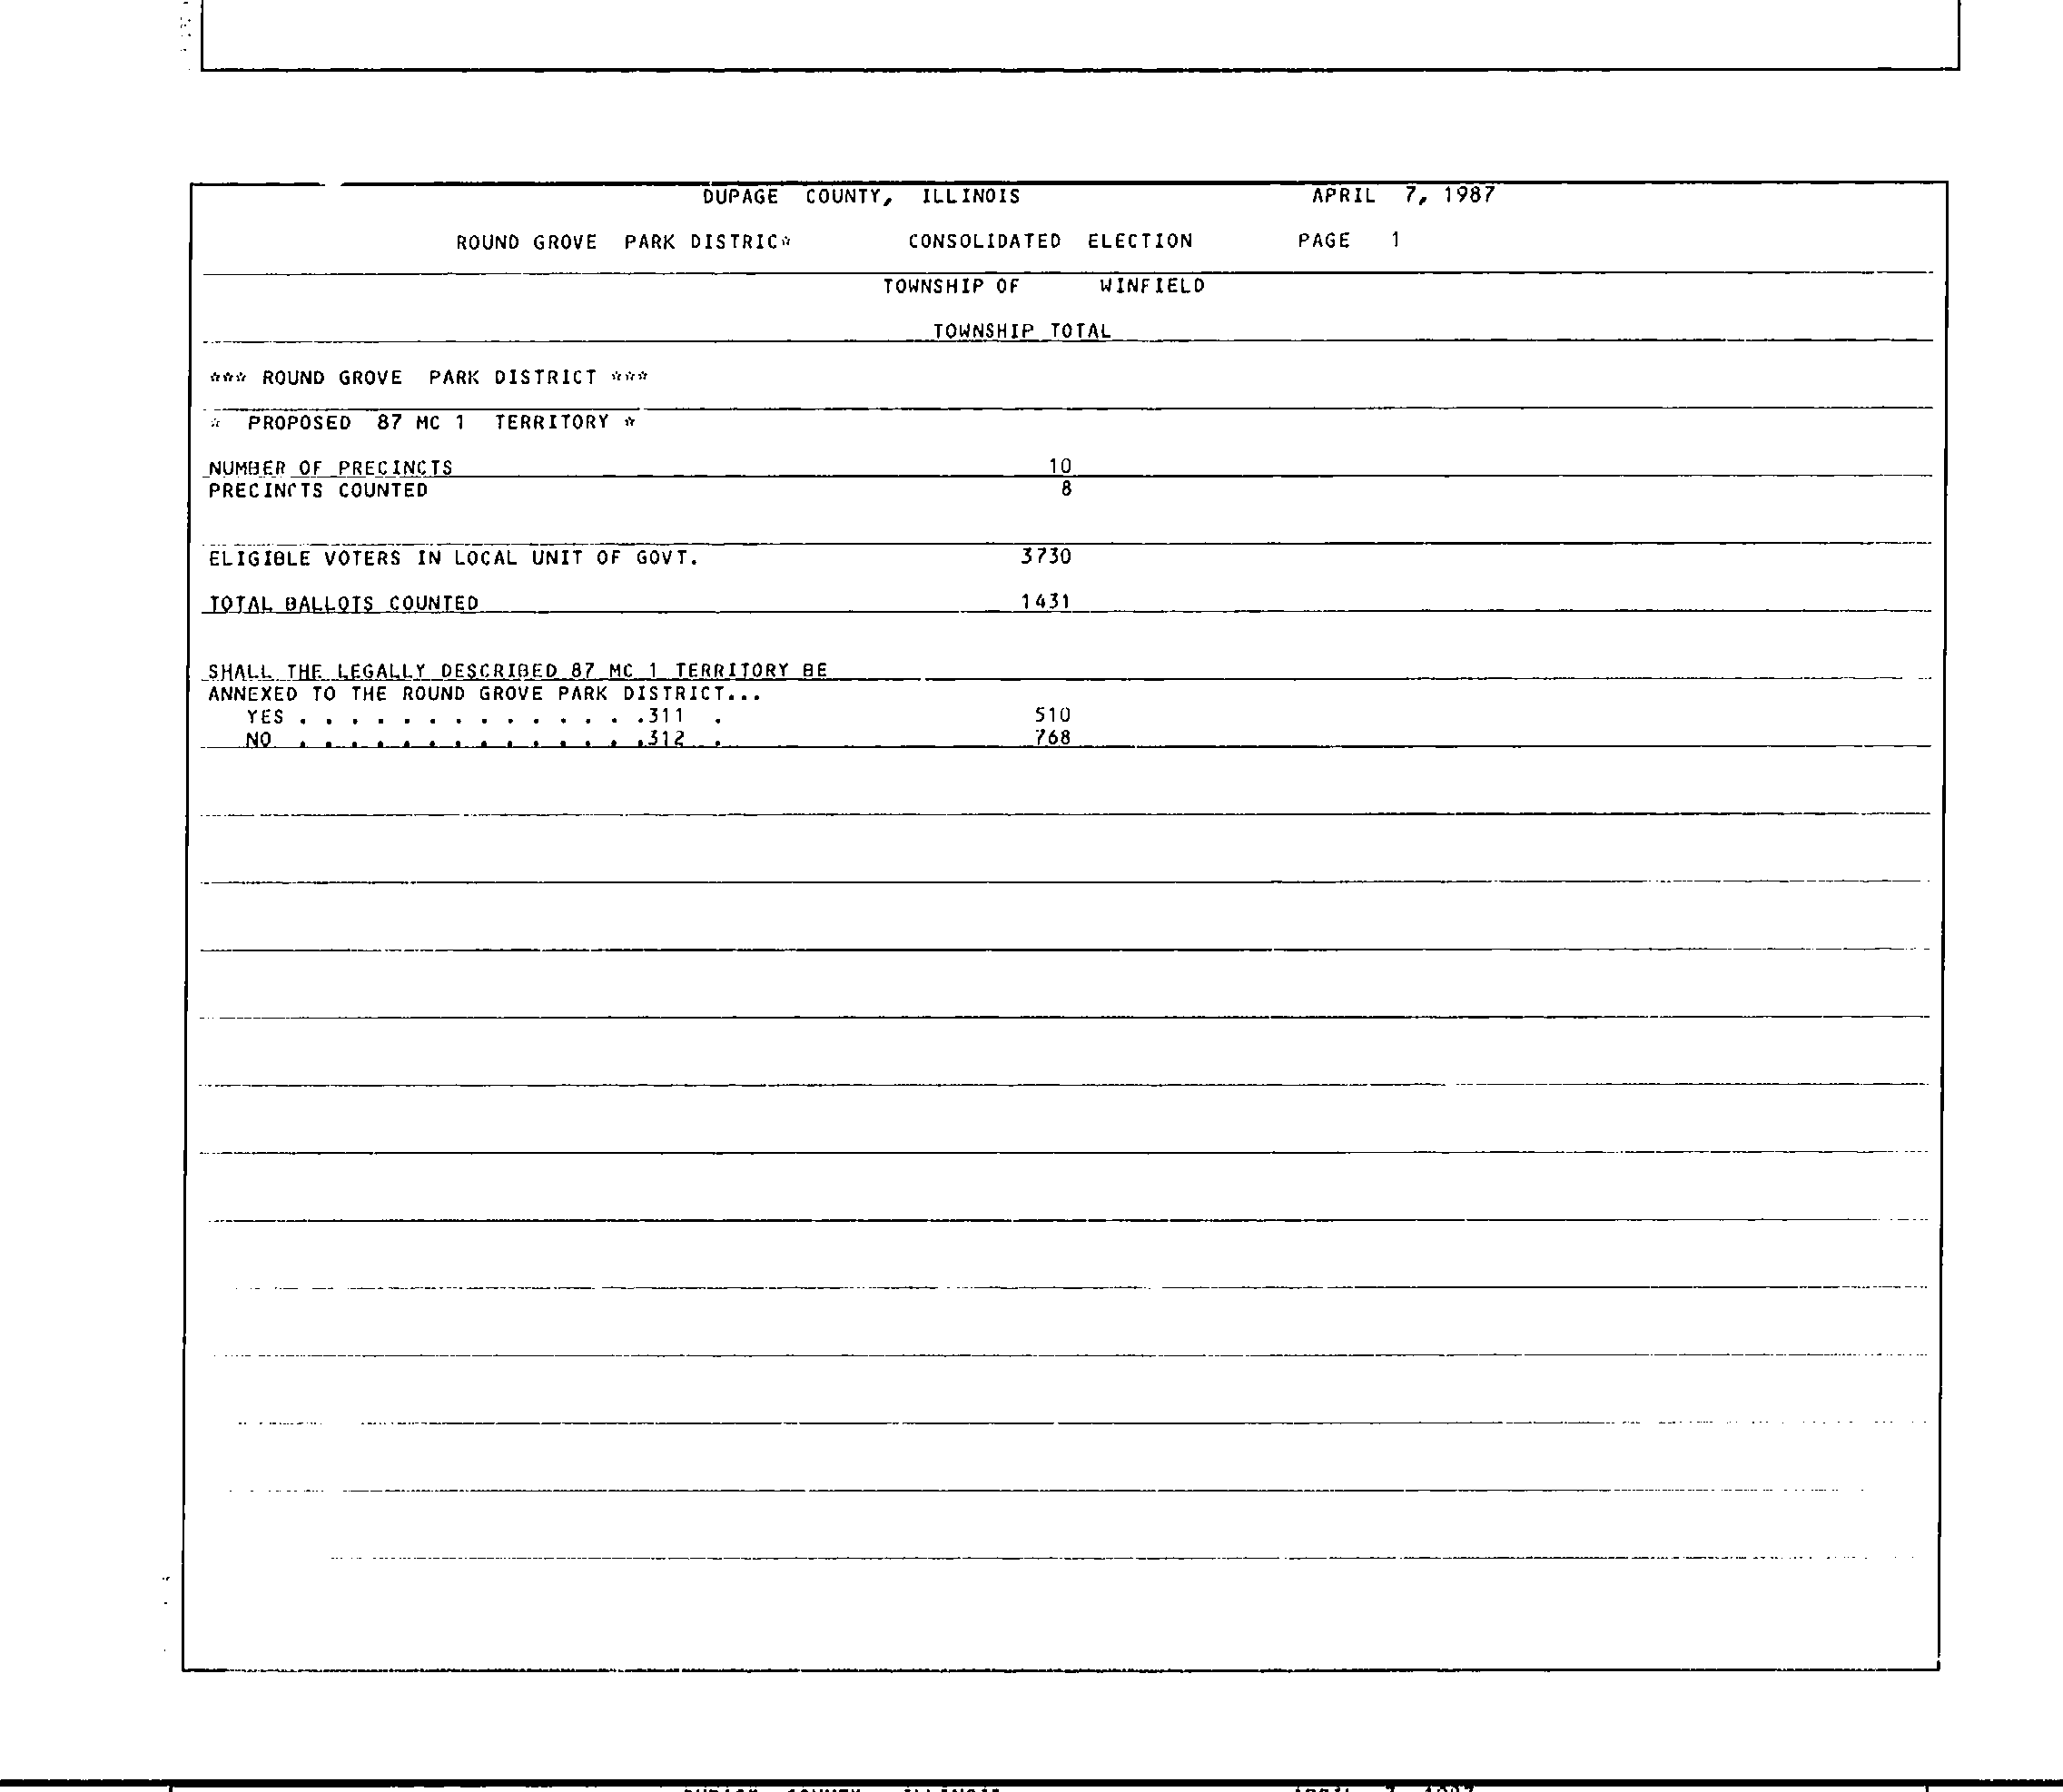 DUPAGE COUNTY, ILLINOIS APRIL 7, 1987
ROUND GROVE PARK DISTRIC* CONSOLIDATED ELECTION PAGE 1
TOWNSHIP OF WINFIELD
TOWNSHIP TOTAL
*** ROUND GROVE PARK DISTRICT ***
* PROPOSED 87 MC 1 TERRITORY *
NUMBER OF PRECINCTS 10
PRECINCTS COUNTED 8
ELIGIBLE VOTERS IN LOCAL UNIT OF GOVT. 3730
TOTAL BALLOTS COUNTED 1431
SHALL THE LEGALLY DESCRIBED 87 MC 1 TERRITORY BE
ANNEXED TO THE ROUND GROVE PARK DISTRICT...
YES . . . . . . . . . . . . . .311 . 510
NO . . . . . . . . . . . . . .312 . 768